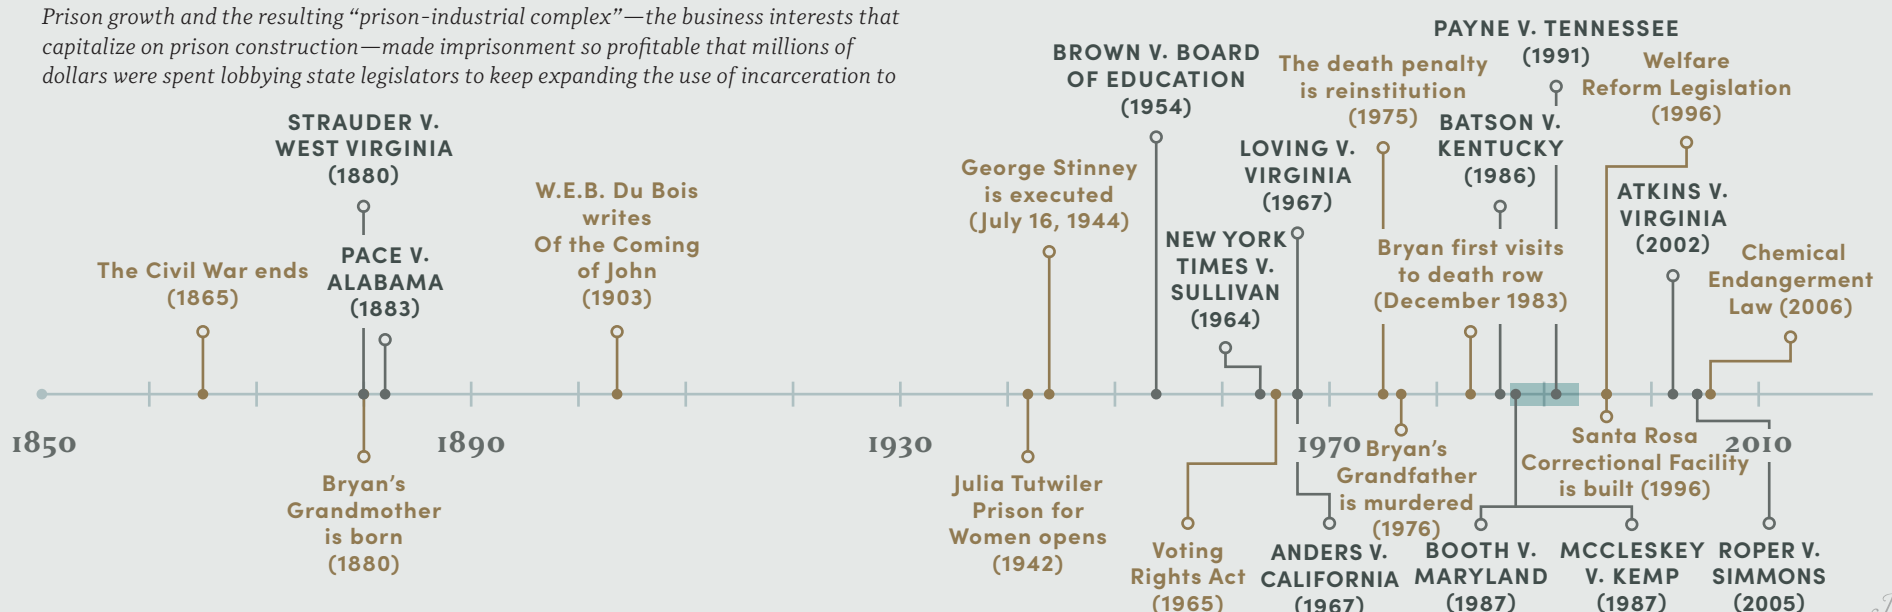 Prison growth and the resulting “prison-industrial complex”—the business interests that
capitalize on prison construction—made imprisonment so profitable that millions of
dollars were spent lobbying state legislators to keep expanding the use of incarceration to
STRAUDER V.
WEST VIRGINIA
(1880)
PACE V.
ALABAMA
(1883)
The Civil War ends
(1865)
W.E.B. Du Bois
writes
Of the Coming
of John
(1903)
George Stinney
is executed
(July 16, 1944)
BROWN V. BOARD
OF EDUCATION
(1954)
NEW YORK
TIMES V.
SULLIVAN
(1964)
LOVING V.
VIRGINIA
(1967)
The death penalty
is reinstitution
(1975)
PAYNE V. TENNESSEE
(1991)
BATSON V.
KENTUCKY
(1986)
Bryan first visits
to death row
(December 1983)
Welfare
Reform Legislation
(1996)
ATKINS V.
VIRGINIA
(2002)
Chemical
Endangerment
Law (2006)
1850
1890
1930
1970
2010
Bryan’s
Grandmother
is born
(1880)
Julia Tutwiler
Prison for
Women opens
(1942)
Voting
Rights Act
(1965)
ANDERS V.
CALIFORNIA
(1967)
Bryan’s
Grandfather
is murdered
(1976)
BOOTH V.
MARYLAND
(1987)
MCCLESKEY
V. KEMP
(1987)
Santa Rosa
Correctional Facility
is built (1996)
ROPER V.
SIMMONS
(2005)